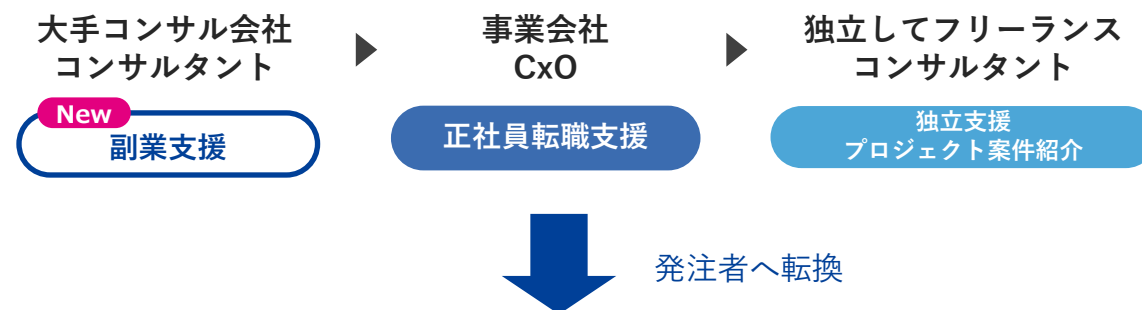 大手コンサル会社
コンサルタント
事業会社
CxO
独立してフリーランス
コンサルタント
New
副業支援
正社員転職支援
独立支援
プロジェクト案件紹介
発注者へ転換